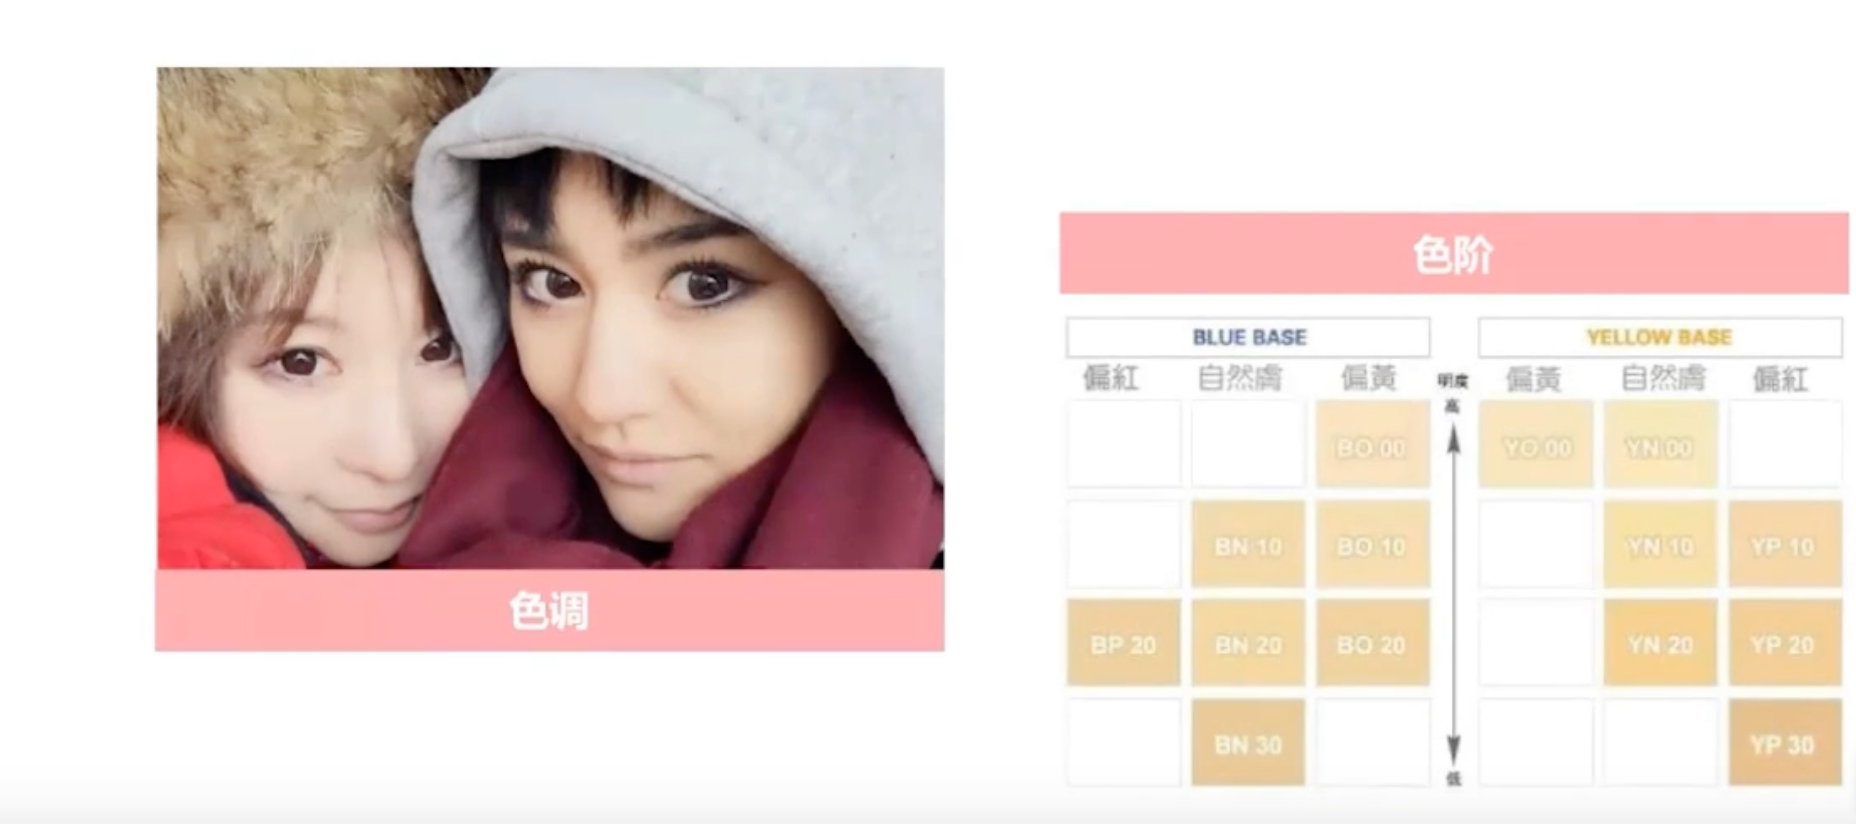 色调
色阶
BLUE BASE
YELLOW BASE
偏紅 自然膚 偏黃 明度 偏黃 自然膚 偏紅
高
BO 00 YO 00 YN 00
BN 10 BO 10 YN 10 YP 10
BP 20 BN 20 BO 20 YN 20 YP 20
BN 30 YP 30
低